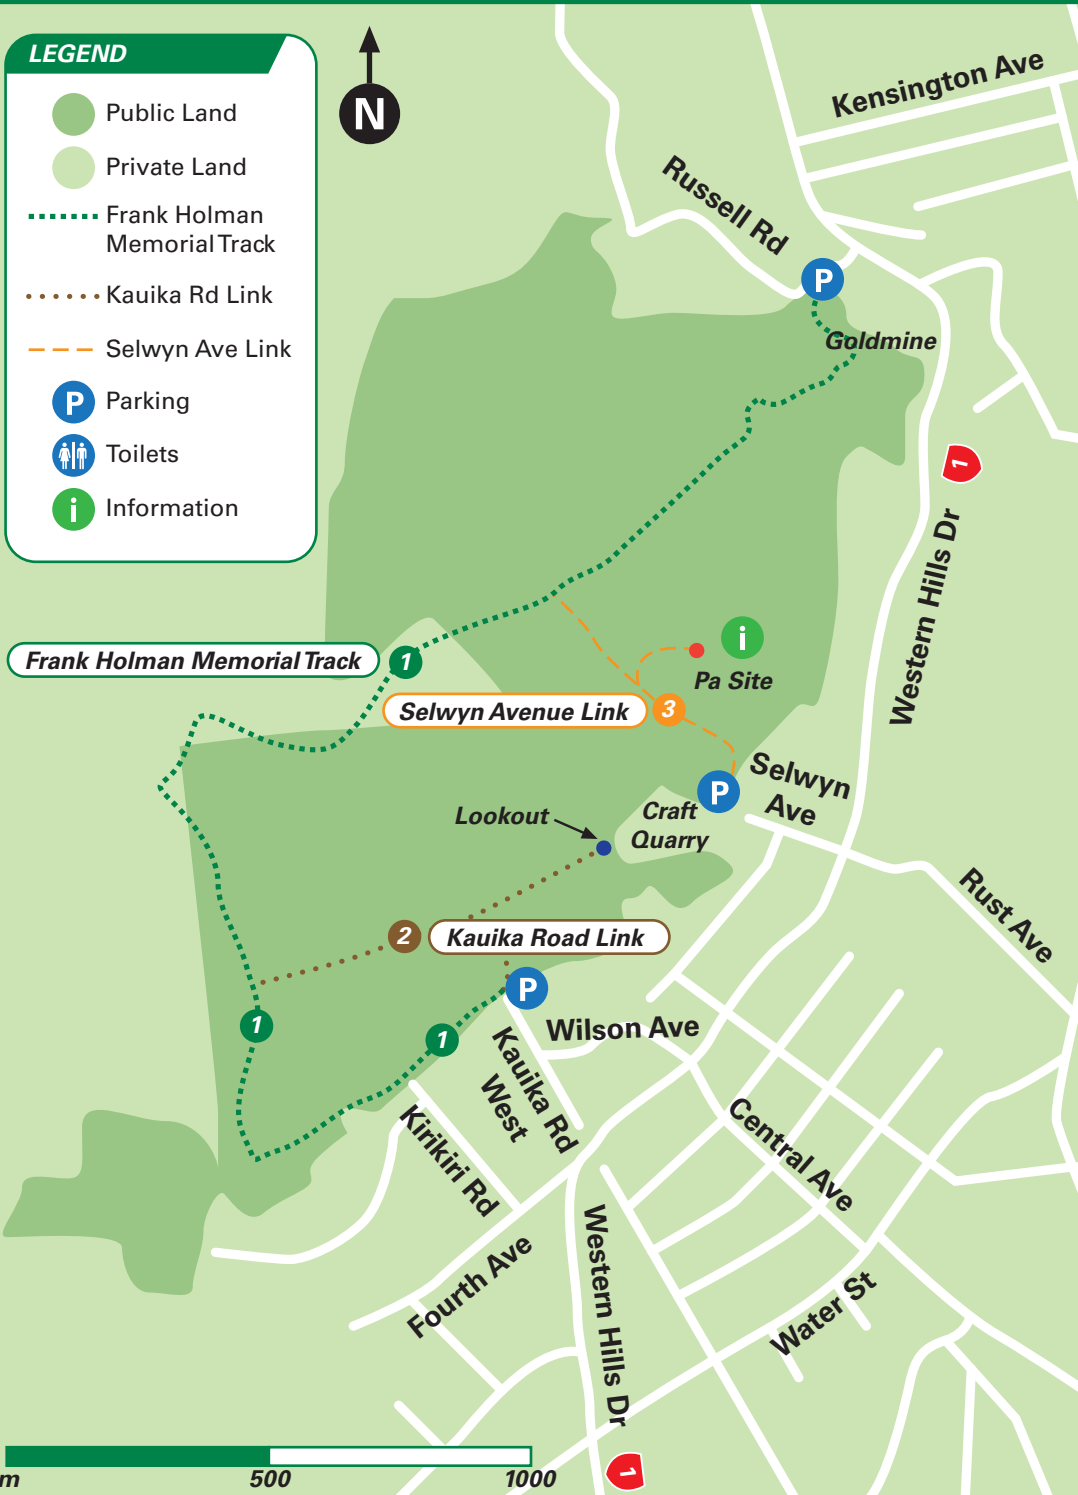 LEGEND
Public Land
Private Land
Frank Holman
Memorial Track
Kauika Rd Link
Selwyn Ave Link
P Parking
Toilets
i Information
N
Kensington Ave
Russell Rd
P
Goldmine
1
Western Hills Dr
Frank Holman Memorial Track 1
i
Pa Site
Selwyn Avenue Link 3
P
Selwyn
Ave
Craft
Quarry
Lookout
Rust Ave
2 Kauika Road Link
P
1
1
Wilson Ave
Kauika Rd
West
Kirikiri Rd
Central Ave
Fourth Ave
Western Hills Dr
Water St
1
m 500 1000